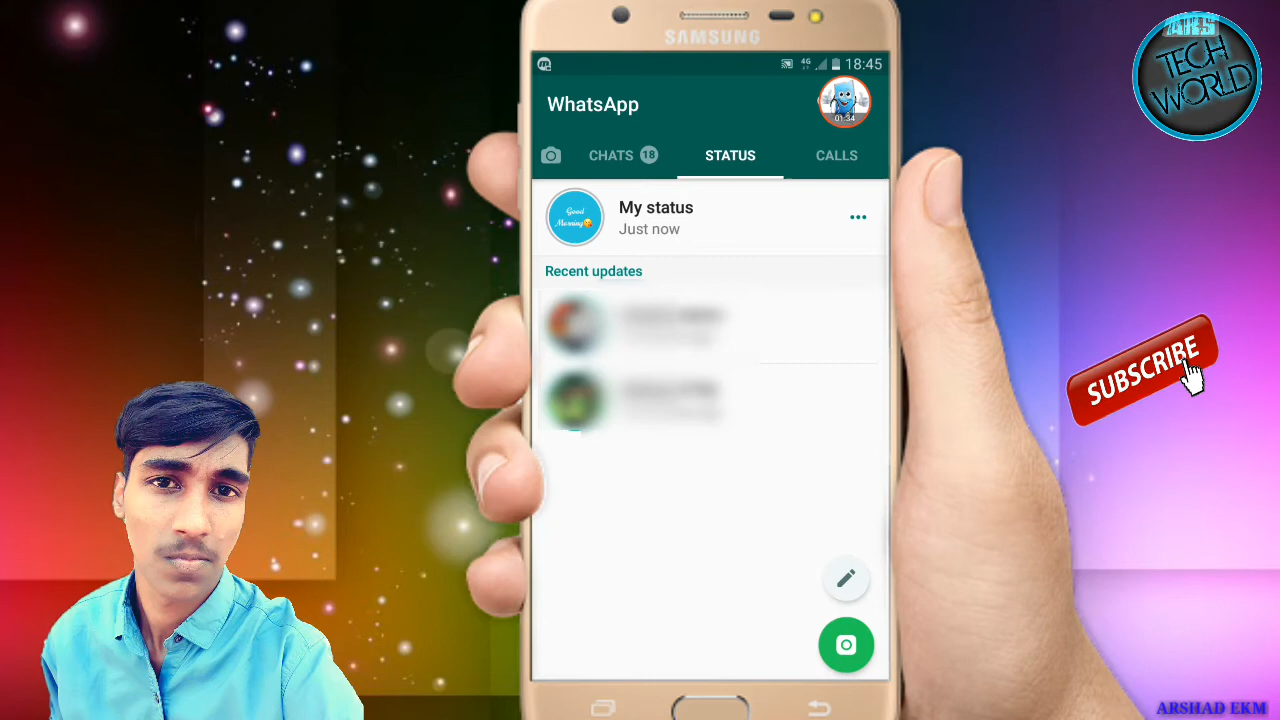 SAMSUNG
4G
18:45
WhatsApp
01:34
CHATS 18
STATUS
CALLS
Good
Morning😘
My status
Just now
Recent updates
TECH
WORLD
SUBSCRIBE
ARSHAD EKM